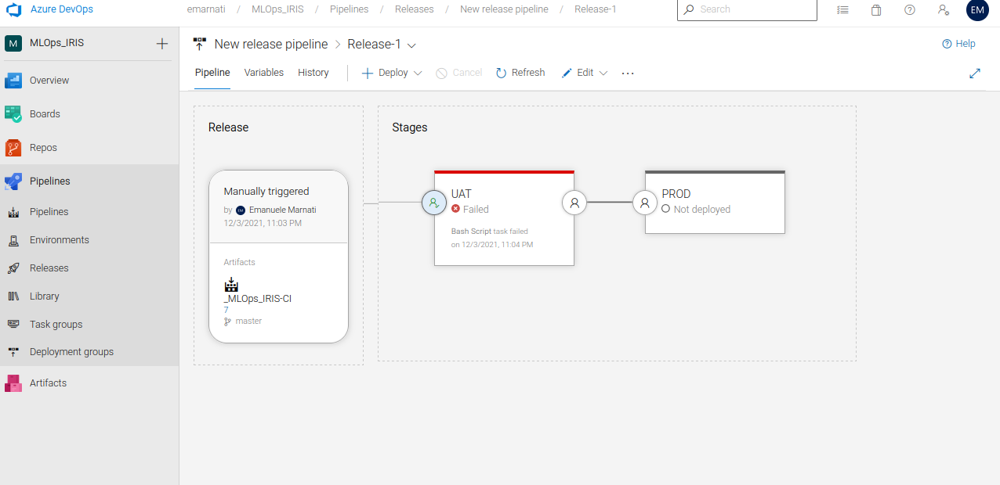 Azure DevOps
emarnati / MLOps_IRIS / Pipelines / Releases / New release pipeline / Release-1
Search
EM
M MLOps_IRIS
Overview
Boards
Repos
Pipelines
Pipelines
Environments
Releases
Library
Task groups
Deployment groups
Artifacts
New release pipeline > Release-1
Help
Pipeline Variables History Deploy Cancel Refresh Edit ...
Release
Manually triggered
by EM Emanuele Marnati
12/3/2021, 11:03 PM
Artifacts
_MLOps_IRIS-CI
7
master
Stages
UAT
Failed
Bash Script task failed
on 12/3/2021, 11:04 PM
PROD
Not deployed